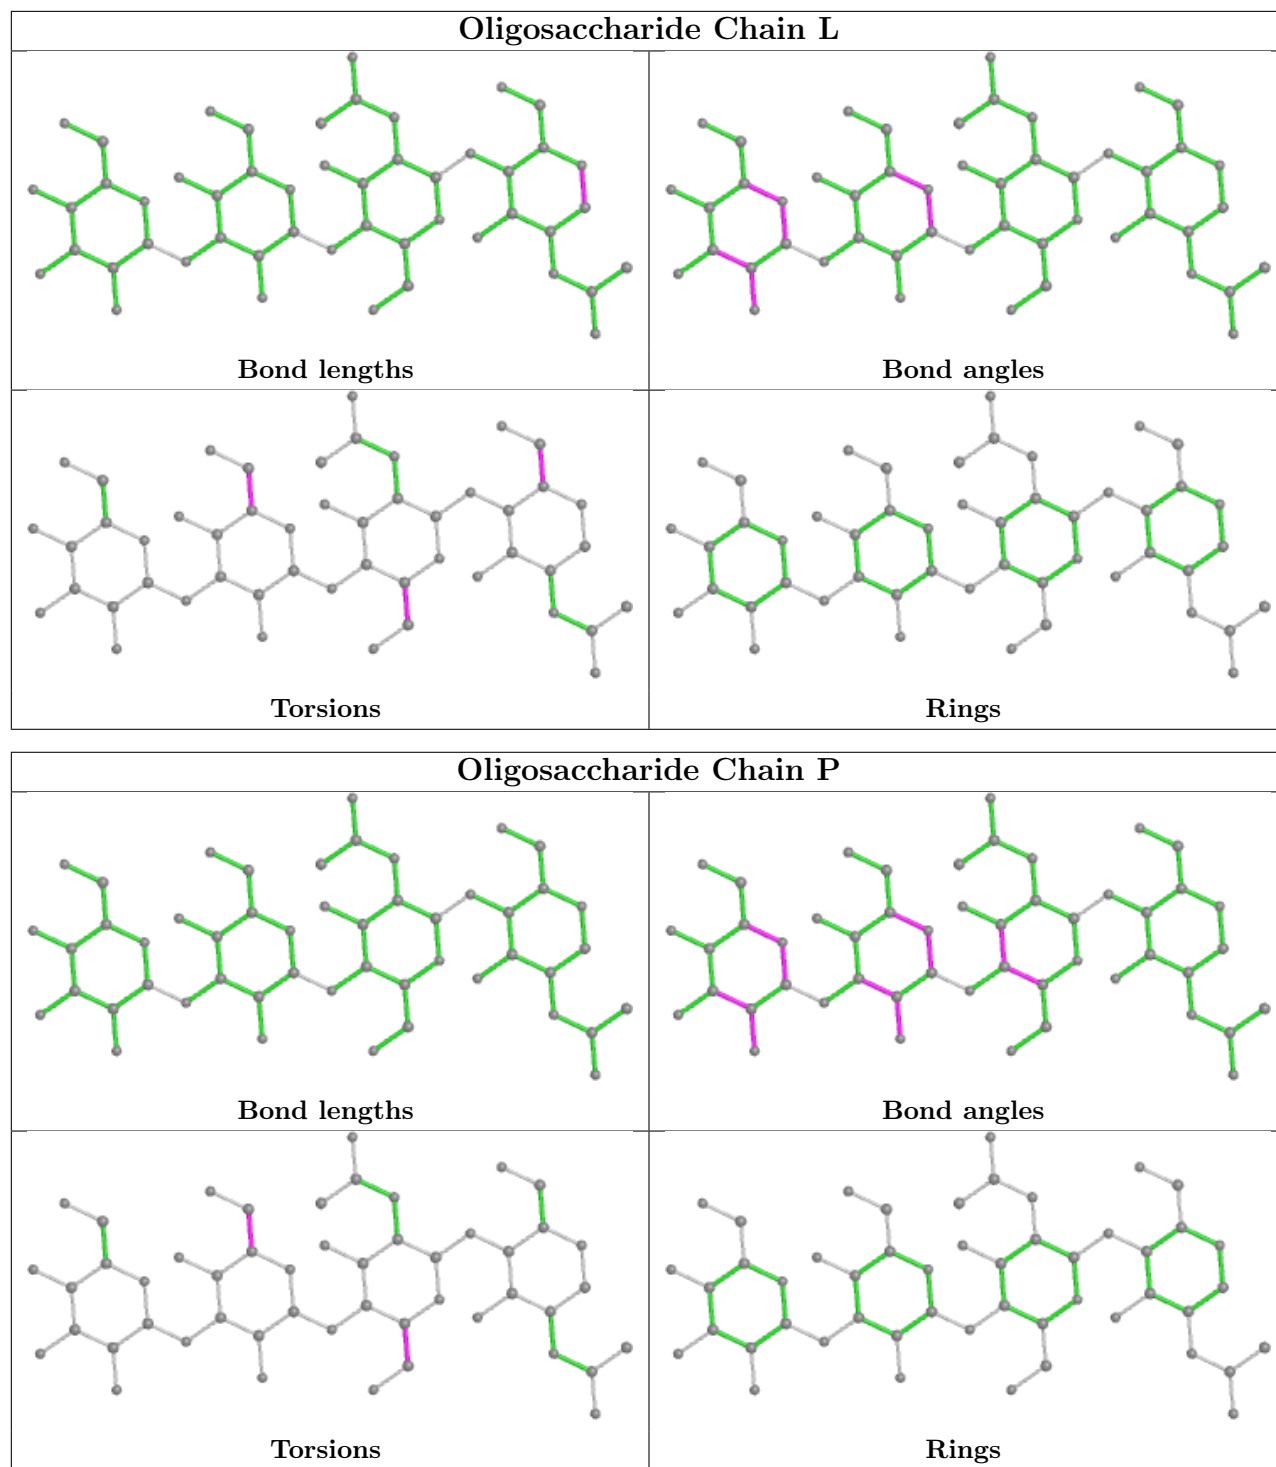 Oligosaccharide Chain L
Bond lengths
Bond angles
Torsions
Rings
Oligosaccharide Chain P
Bond lengths
Bond angles
Torsions
Rings